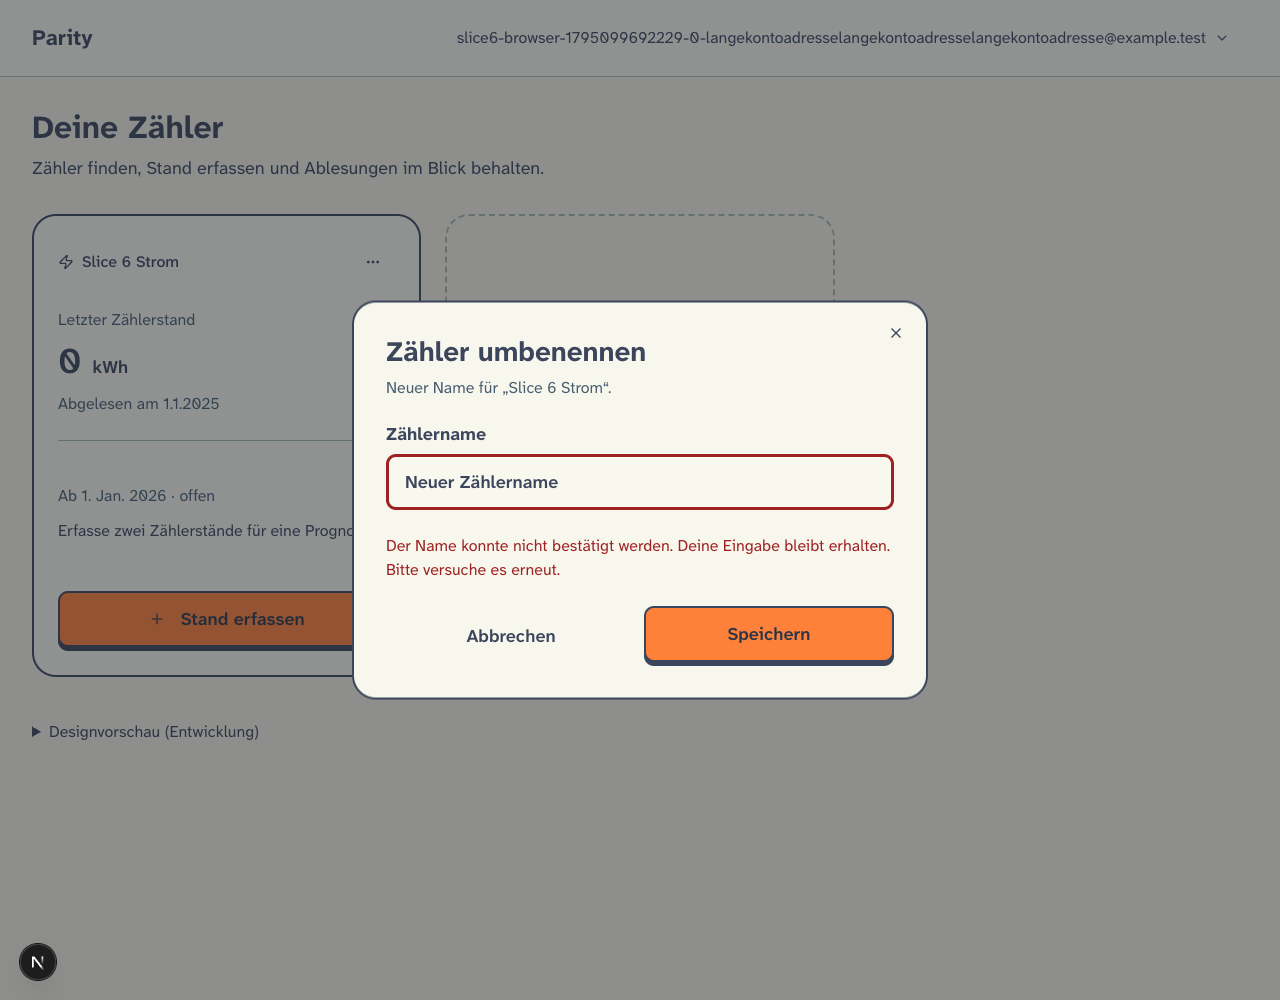 Parity
slice6-browser-1795099692229-0-langekontoadresselangekontoadresselangekontoadresse@example.test
Deine Zähler
Zähler finden, Stand erfassen und Ablesungen im Blick behalten.
Slice 6 Strom
Letzter Zählerstand
0 kWh
Abgelesen am 1.1.2025
Ab 1. Jan. 2026 · offen
Erfasse zwei Zählerstände für eine
+ Stand erfassen
Zähler umbenennen
Neuer Name für „Slice 6 Strom“.
Zählername
Neuer Zählername
Der Name konnte nicht bestätigt werden. Deine Eingabe bleibt erhalten.
Bitte versuche es erneut.
Abbrechen
Speichern
Designvorschau (Entwicklung)
N